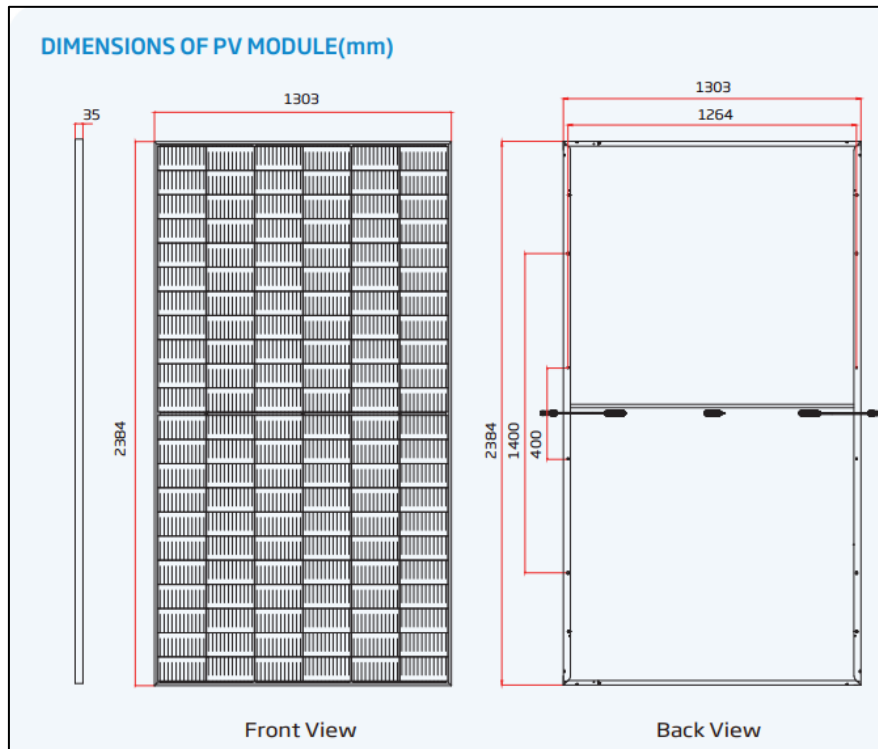 DIMENSIONS OF PV MODULE(mm)
35
1303
2384
Front View
1303
1264
2384
1400
400
Back View